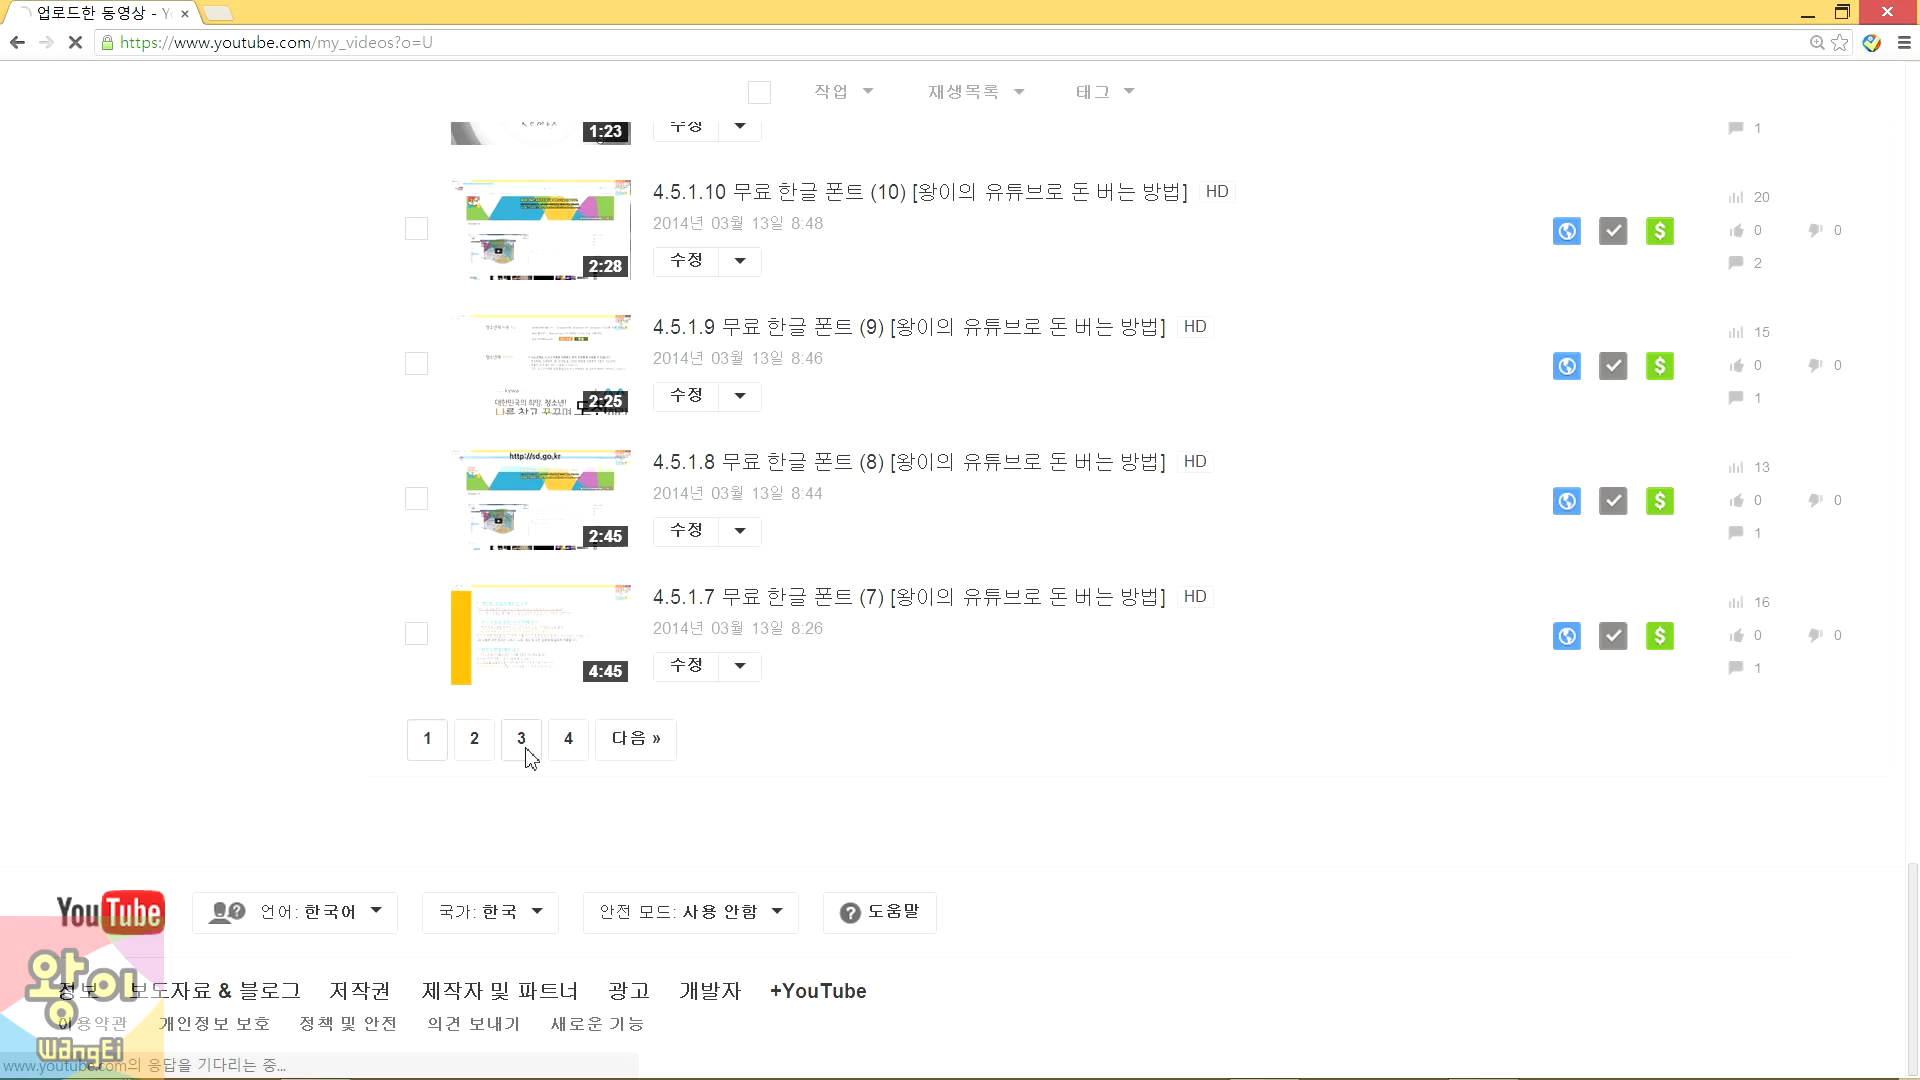 업로드한 동영상 - Y
https://www.youtube.com/my_videos?o=U
작업 재생목록 태그
1:23 수정 1
4.5.1.10 무료 한글 폰트 (10) [왕이의 유튜브로 돈 버는 방법] HD
2014년 03월 13일 8:48
20
0 0
2:28 수정 2
4.5.1.9 무료 한글 폰트 (9) [왕이의 유튜브로 돈 버는 방법] HD
2014년 03월 13일 8:46
15
0 0
대한민국의 희망, 청소년!
2:25 수정 1
http://sd.go.kr
4.5.1.8 무료 한글 폰트 (8) [왕이의 유튜브로 돈 버는 방법] HD
2014년 03월 13일 8:44
13
0 0
2:45 수정 1
4.5.1.7 무료 한글 폰트 (7) [왕이의 유튜브로 돈 버는 방법] HD
2014년 03월 13일 8:26
16
0 0
4:45 수정 1
1 2 3 4 다음 »
YouTube 언어: 한국어 국가: 한국 안전 모드: 사용 안함 도움말
정보 보도자료 & 블로그 저작권 제작자 및 파트너 광고 개발자 +YouTube
이용약관 개인정보 보호 정책 및 안전 의견 보내기 새로운 기능
왕이
WangEi
www.youtube.com의 응답을 기다리는 중...